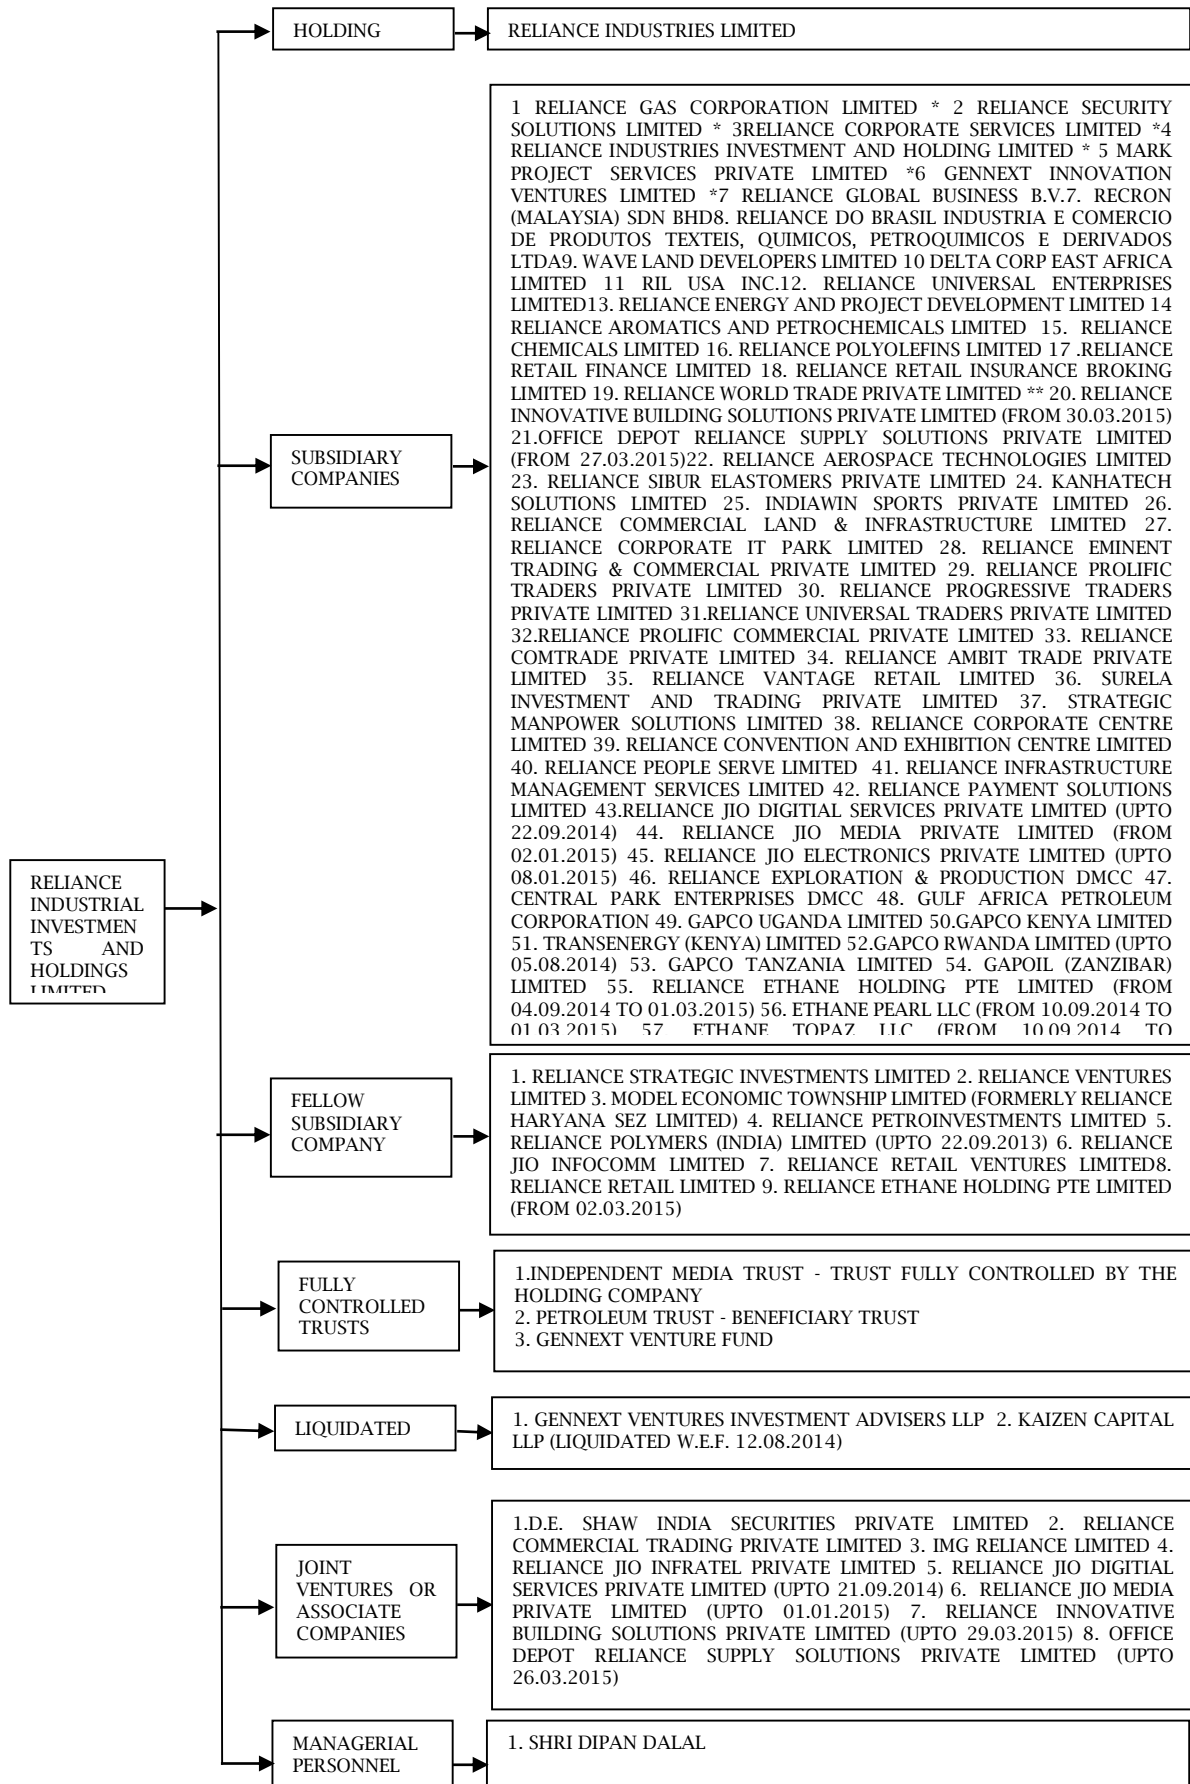 HOLDING
RELIANCE INDUSTRIES LIMITED
1 RELIANCE GAS CORPORATION LIMITED * 2 RELIANCE SECURITY
SOLUTIONS LIMITED * 3RELIANCE CORPORATE SERVICES LIMITED *4
RELIANCE INDUSTRIES INVESTMENT AND HOLDING LIMITED * 5 MARK
PROJECT SERVICES PRIVATE LIMITED *6 GENNEXT INNOVATION
VENTURES LIMITED *7 RELIANCE GLOBAL BUSINESS B.V.7. RECRON
(MALAYSIA) SDN BHD8. RELIANCE DO BRASIL INDUSTRIA E COMERCIO
DE PRODUTOS TEXTEIS, QUIMICOS, PETROQUIMICOS E DERIVADOS
LTDA9. WAVE LAND DEVELOPERS LIMITED 10 DELTA CORP EAST AFRICA
LIMITED 11 RIL USA INC.12. RELIANCE UNIVERSAL ENTERPRISES
LIMITED13. RELIANCE ENERGY AND PROJECT DEVELOPMENT LIMITED 14
RELIANCE AROMATICS AND PETROCHEMICALS LIMITED 15. RELIANCE
CHEMICALS LIMITED 16. RELIANCE POLYOLEFINS LIMITED 17 .RELIANCE
RETAIL FINANCE LIMITED 18. RELIANCE RETAIL INSURANCE BROKING
LIMITED 19. RELIANCE WORLD TRADE PRIVATE LIMITED ** 20. RELIANCE
INNOVATIVE BUILDING SOLUTIONS PRIVATE LIMITED (FROM 30.03.2015)
21.OFFICE DEPOT RELIANCE SUPPLY SOLUTIONS PRIVATE LIMITED
(FROM 27.03.2015)22. RELIANCE AEROSPACE TECHNOLOGIES LIMITED
23. RELIANCE SIBUR ELASTOMERS PRIVATE LIMITED 24. KANHATECH
SOLUTIONS LIMITED 25. INDIAWIN SPORTS PRIVATE LIMITED 26.
RELIANCE COMMERCIAL LAND & INFRASTRUCTURE LIMITED 27.
RELIANCE CORPORATE IT PARK LIMITED 28. RELIANCE EMINENT
TRADING & COMMERCIAL PRIVATE LIMITED 29. RELIANCE PROLIFIC
TRADERS PRIVATE LIMITED 30. RELIANCE PROGRESSIVE TRADERS
PRIVATE LIMITED 31.RELIANCE UNIVERSAL TRADERS PRIVATE LIMITED
32.RELIANCE PROLIFIC COMMERCIAL PRIVATE LIMITED 33. RELIANCE
COMTRADE PRIVATE LIMITED 34. RELIANCE AMBIT TRADE PRIVATE
LIMITED 35. RELIANCE VANTAGE RETAIL LIMITED 36. SURELA
INVESTMENT AND TRADING PRIVATE LIMITED 37. STRATEGIC
MANPOWER SOLUTIONS LIMITED 38. RELIANCE CORPORATE CENTRE
LIMITED 39. RELIANCE CONVENTION AND EXHIBITION CENTRE LIMITED
40. RELIANCE PEOPLE SERVE LIMITED 41. RELIANCE INFRASTRUCTURE
MANAGEMENT SERVICES LIMITED 42. RELIANCE PAYMENT SOLUTIONS
LIMITED 43.RELIANCE JIO DIGITIAL SERVICES PRIVATE LIMITED (UPTO
22.09.2014) 44. RELIANCE JIO MEDIA PRIVATE LIMITED (FROM
02.01.2015) 45. RELIANCE JIO ELECTRONICS PRIVATE LIMITED (UPTO
08.01.2015) 46. RELIANCE EXPLORATION & PRODUCTION DMCC 47.
CENTRAL PARK ENTERPRISES DMCC 48. GULF AFRICA PETROLEUM
CORPORATION 49. GAPCO UGANDA LIMITED 50.GAPCO KENYA LIMITED
51. TRANSENERGY (KENYA) LIMITED 52.GAPCO RWANDA LIMITED (UPTO
05.08.2014) 53. GAPCO TANZANIA LIMITED 54. GAPOIL (ZANZIBAR)
LIMITED 55. RELIANCE ETHANE HOLDING PTE LIMITED (FROM
04.09.2014 TO 01.03.2015) 56. ETHANE PEARL LLC (FROM 10.09.2014 TO
01.03.2015) 57. ETHANE TOPAZ LLC (FROM 10.09.2014 TO
SUBSIDIARY
COMPANIES
RELIANCE
INDUSTRIAL
INVESTMEN
TS AND
HOLDINGS
LIMITED
FELLOW
SUBSIDIARY
COMPANY
1. RELIANCE STRATEGIC INVESTMENTS LIMITED 2. RELIANCE VENTURES
LIMITED 3. MODEL ECONOMIC TOWNSHIP LIMITED (FORMERLY RELIANCE
HARYANA SEZ LIMITED) 4. RELIANCE PETROINVESTMENTS LIMITED 5.
RELIANCE POLYMERS (INDIA) LIMITED (UPTO 22.09.2013) 6. RELIANCE
JIO INFOCOMM LIMITED 7. RELIANCE RETAIL VENTURES LIMITED8.
RELIANCE RETAIL LIMITED 9. RELIANCE ETHANE HOLDING PTE LIMITED
(FROM 02.03.2015)
FULLY
CONTROLLED
TRUSTS
1.INDEPENDENT MEDIA TRUST - TRUST FULLY CONTROLLED BY THE
HOLDING COMPANY
2. PETROLEUM TRUST - BENEFICIARY TRUST
3. GENNEXT VENTURE FUND
LIQUIDATED
1. GENNEXT VENTURES INVESTMENT ADVISERS LLP 2. KAIZEN CAPITAL
LLP (LIQUIDATED W.E.F. 12.08.2014)
JOINT
VENTURES OR
ASSOCIATE
COMPANIES
1.D.E. SHAW INDIA SECURITIES PRIVATE LIMITED 2. RELIANCE
COMMERCIAL TRADING PRIVATE LIMITED 3. IMG RELIANCE LIMITED 4.
RELIANCE JIO INFRATEL PRIVATE LIMITED 5. RELIANCE JIO DIGITIAL
SERVICES PRIVATE LIMITED (UPTO 21.09.2014) 6. RELIANCE JIO MEDIA
PRIVATE LIMITED (UPTO 01.01.2015) 7. RELIANCE INNOVATIVE
BUILDING SOLUTIONS PRIVATE LIMITED (UPTO 29.03.2015) 8. OFFICE
DEPOT RELIANCE SUPPLY SOLUTIONS PRIVATE LIMITED (UPTO
26.03.2015)
MANAGERIAL
PERSONNEL
1. SHRI DIPAN DALAL